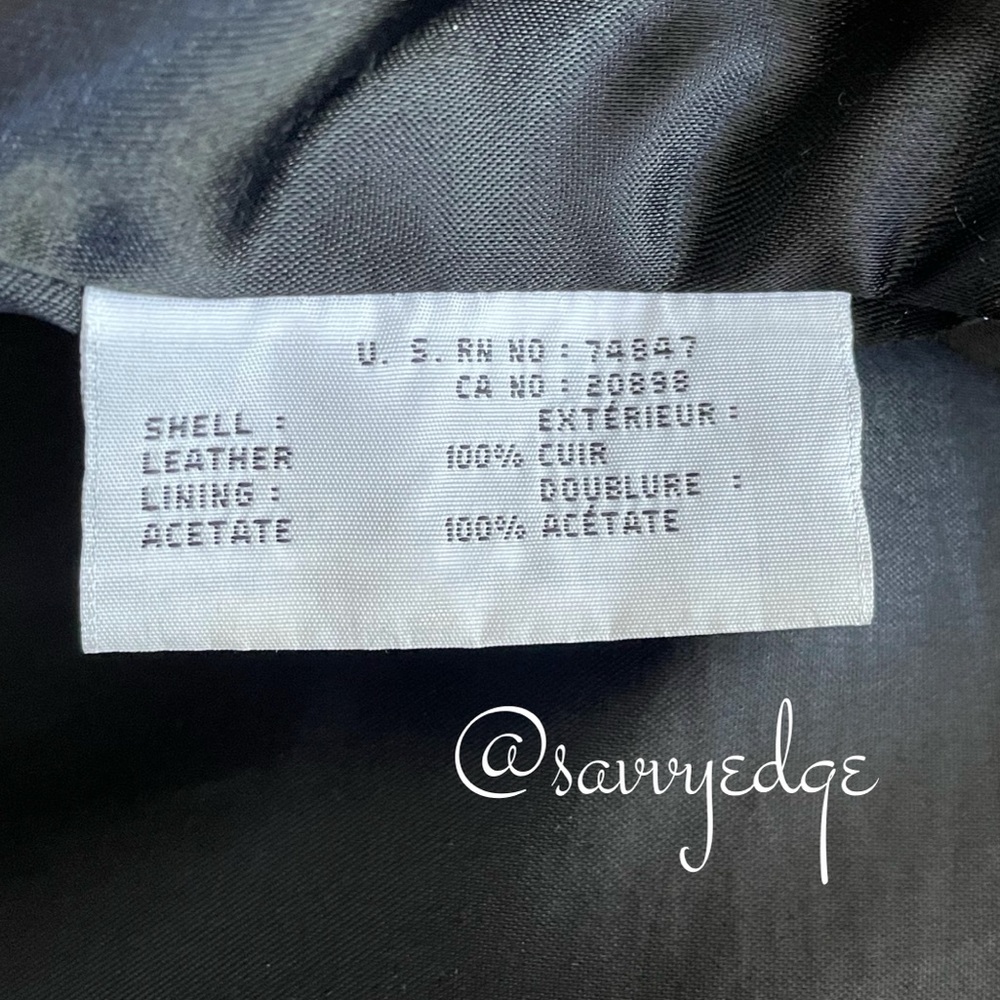 U. S. RN NO : 74847
CA NO : 20898
SHELL : EXTÉRIEUR :
LEATHER 100% CUIR
LINING : DOUBLURE :
ACETATE 100% ACÉTATE
@savvyedge